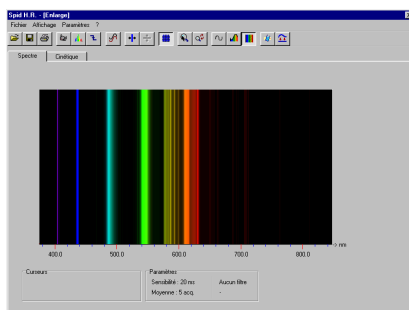 Spid H.R. - [Enlarge]
Fichier Affichage Paramètres ?
Spectre Cinétique
400.0 500.0 600.0 700.0 800.0 nm
Curseurs
Paramètres
Sensibilité : 20 ms Aucun filtre
Moyenne : 5 acq. -